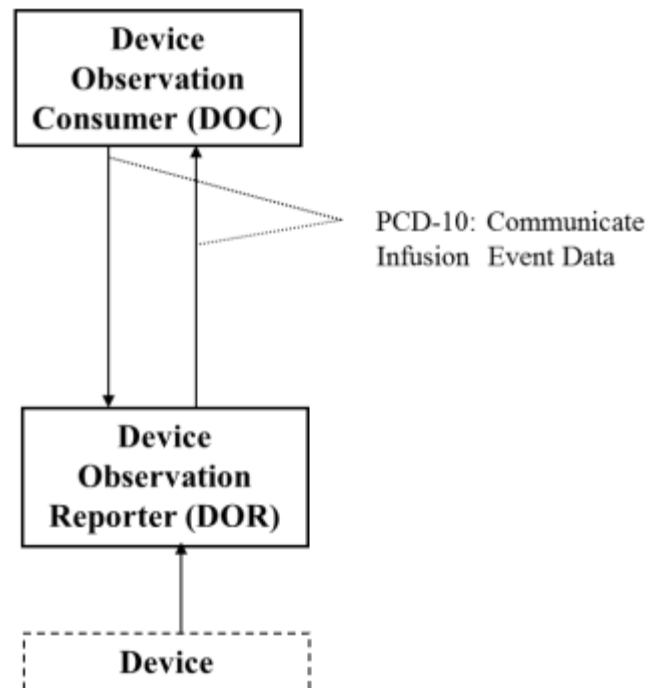 Device
Observation
Consumer (DOC)
PCD-10: Communicate
Infusion Event Data
Device
Observation
Reporter (DOR)
Device